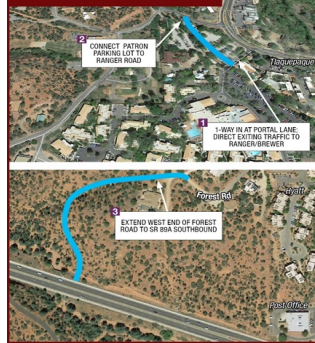 2
CONNECT PATRON
PARKING LOT TO
RANGER ROAD
Tlaquepaque
1
1-WAY IN AT PORTAL LANE;
DIRECT EXITING TRAFFIC TO
RANGER/BREWER
Forest Rd
Hyatt
3
EXTEND WEST END OF FOREST
ROAD TO SR 89A SOUTHBOUND
Post Office